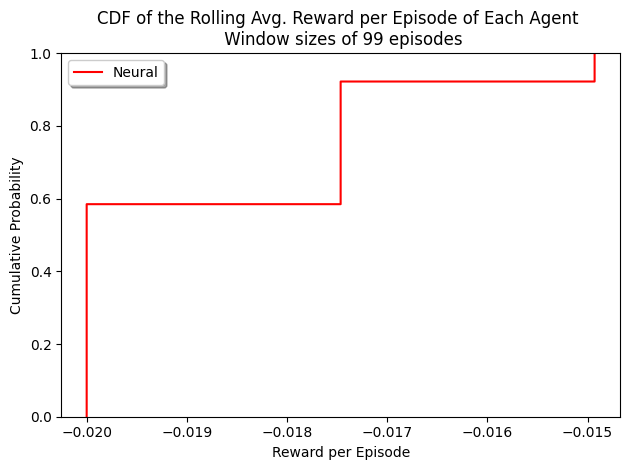 CDF of the Rolling Avg. Reward per Episode of Each Agent
Window sizes of 99 episodes
Neural
Cumulative Probability
1.0
0.8
0.6
0.4
0.2
0.0
−0.020
−0.019
−0.018
−0.017
−0.016
−0.015
Reward per Episode